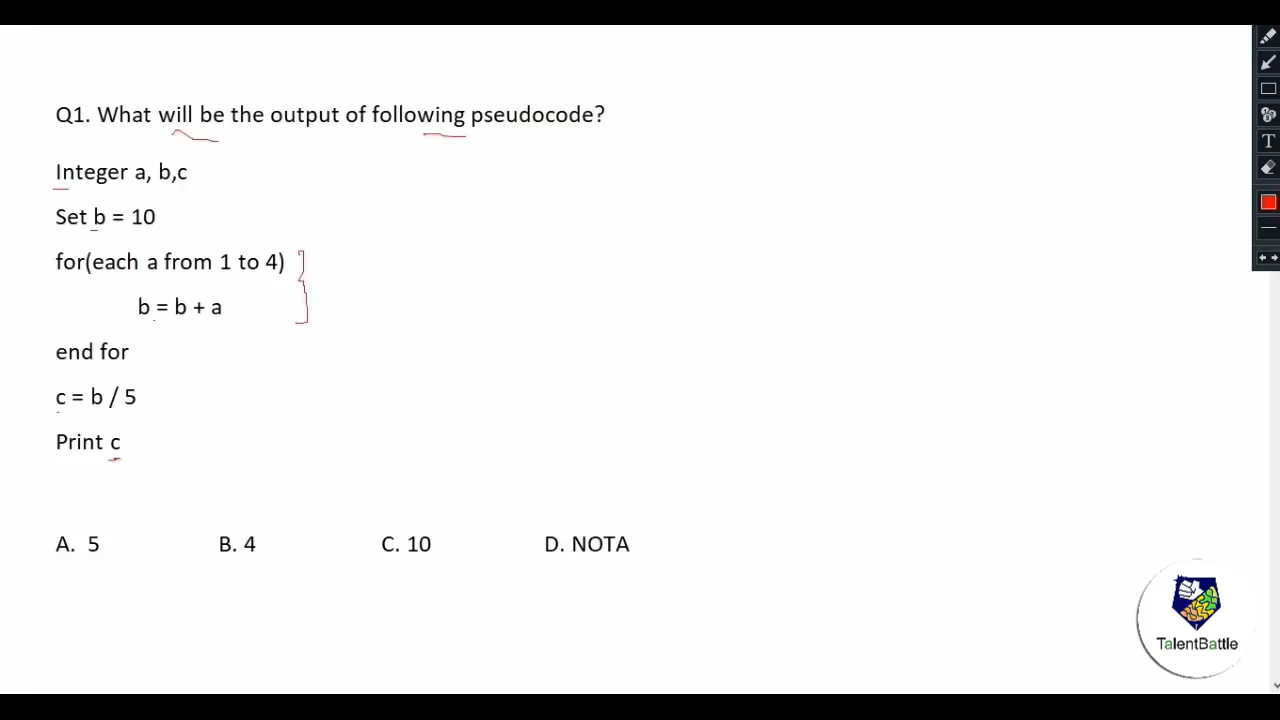 Q1. What will be the output of following pseudocode?
Integer a, b,c
Set b = 10
for(each a from 1 to 4)
b = b + a
end for
c = b / 5
Print c
A. 5 B. 4 C. 10 D. NOTA
TalentBattle
T